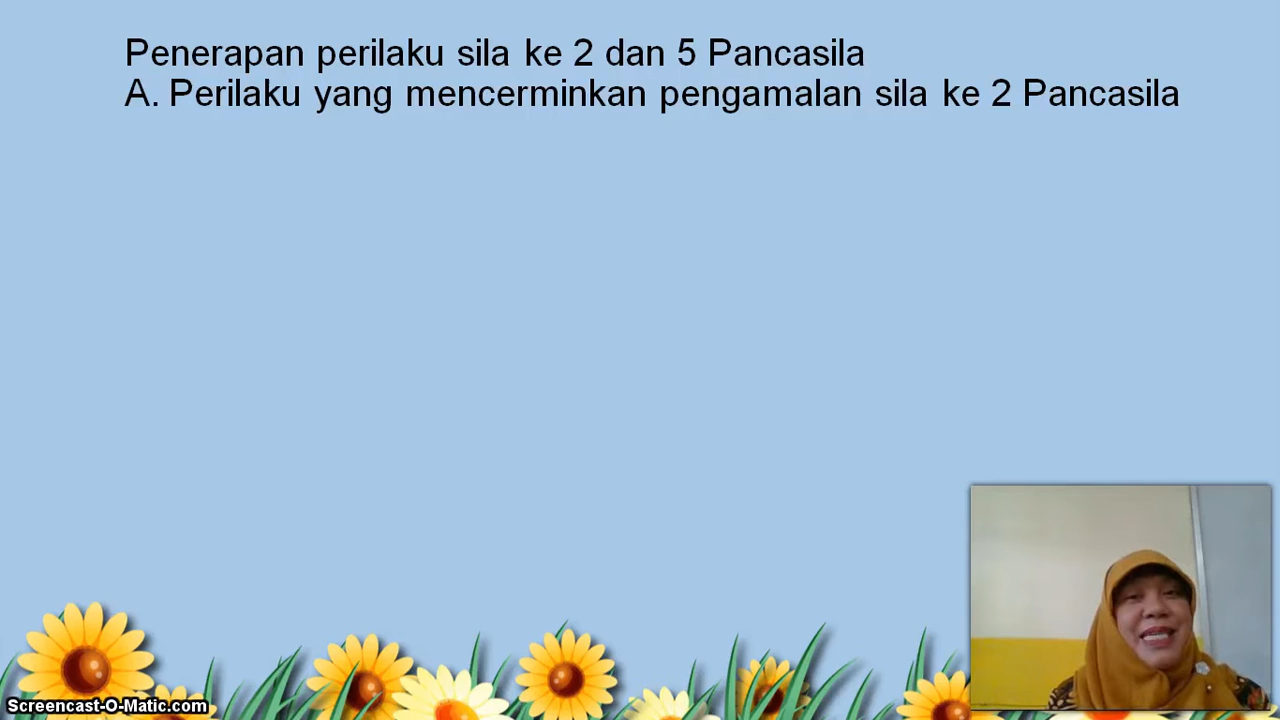 Penerapan perilaku sila ke 2 dan 5 Pancasila
A. Perilaku yang mencerminkan pengamalan sila ke 2 Pancasila
Screencast-O-Matic.com